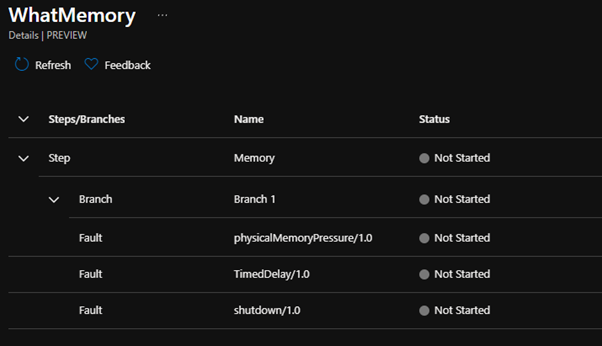 WhatMemory ...
Details | PREVIEW
Refresh Feedback
Steps/Branches Name Status
Step Memory Not Started
Branch Branch 1 Not Started
Fault physicalMemoryPressure/1.0 Not Started
Fault TimedDelay/1.0 Not Started
Fault shutdown/1.0 Not Started